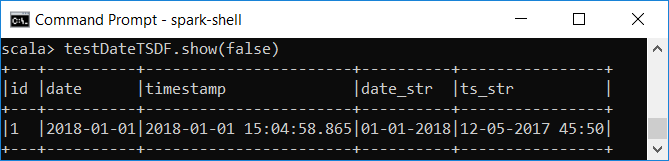 Command Prompt - spark-shell
scala> testDateTSDF.show(false)
+---+----------+-----------------------+----------+----------------+
|id |date      |timestamp              |date_str  |ts_str          |
+---+----------+-----------------------+----------+----------------+
|1  |2018-01-01|2018-01-01 15:04:58.865|01-01-2018|12-05-2017 45:50|
+---+----------+-----------------------+----------+----------------+